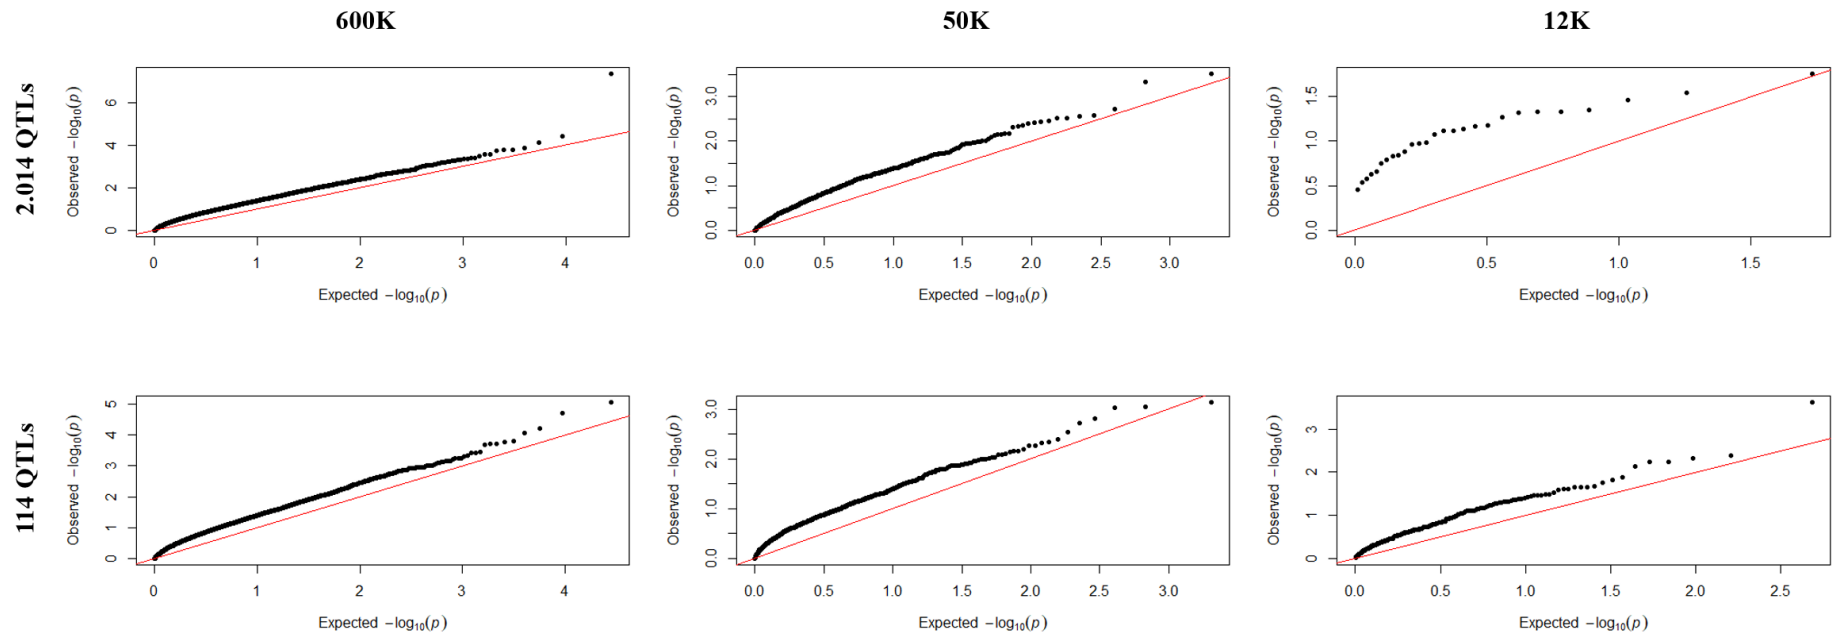 600K 50K 12K
2.014 QTLs
Observed −log₁₀(p)
0 2 4 6
0 1 2 3 4
Expected −log₁₀(p)
Observed −log₁₀(p)
0.0 1.0 2.0 3.0
0.0 0.5 1.0 1.5 2.0 2.5 3.0
Expected −log₁₀(p)
Observed −log₁₀(p)
0.0 0.5 1.0 1.5
0.0 0.5 1.0 1.5
Expected −log₁₀(p)
114 QTLs
Observed −log₁₀(p)
0 1 2 3 4 5
0 1 2 3 4
Expected −log₁₀(p)
Observed −log₁₀(p)
0.0 1.0 2.0 3.0
0.0 0.5 1.0 1.5 2.0 2.5 3.0
Expected −log₁₀(p)
Observed −log₁₀(p)
0 1 2 3
0.0 0.5 1.0 1.5 2.0 2.5
Expected −log₁₀(p)